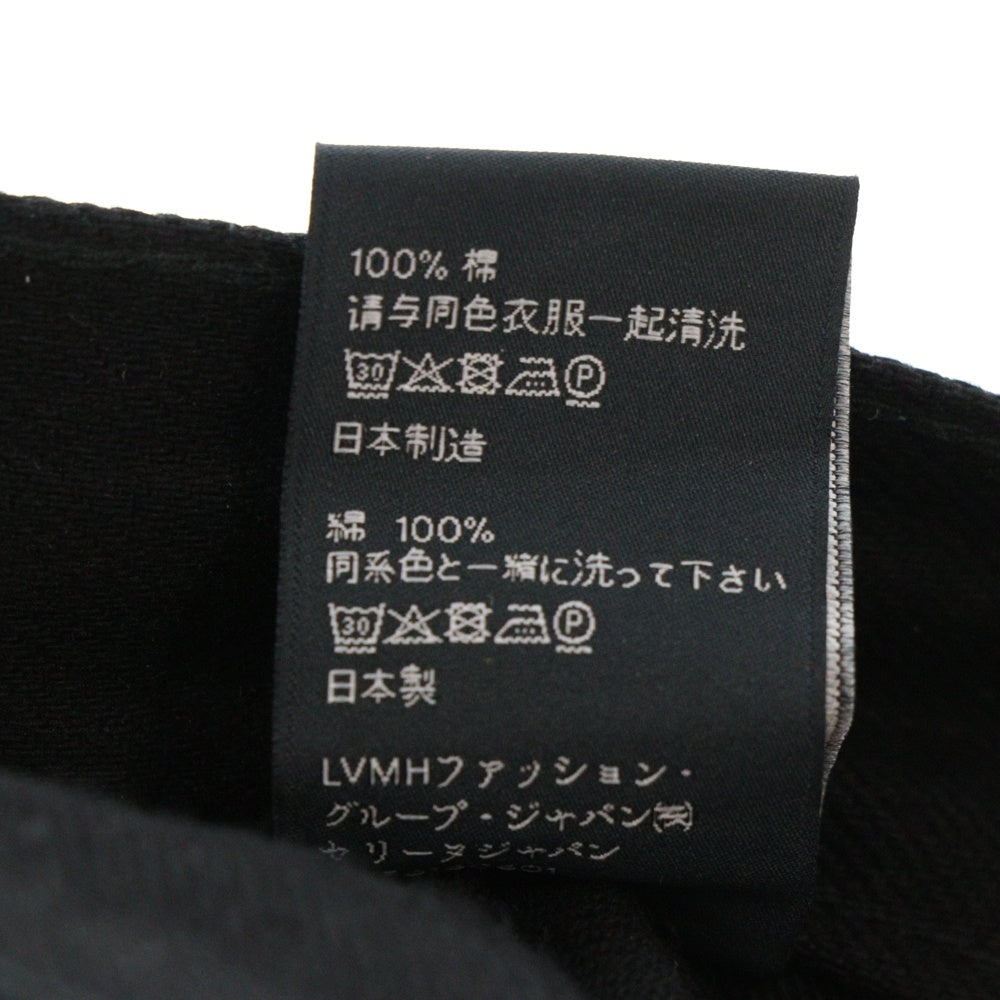 100% 棉
请与同色衣服一起清洗
30 P
日本制造
綿 100%
同系色と一緒に洗って下さい
30 P
日本製
LVMHファッション・
グループ・ジャパン㈱
セリーヌジャパン